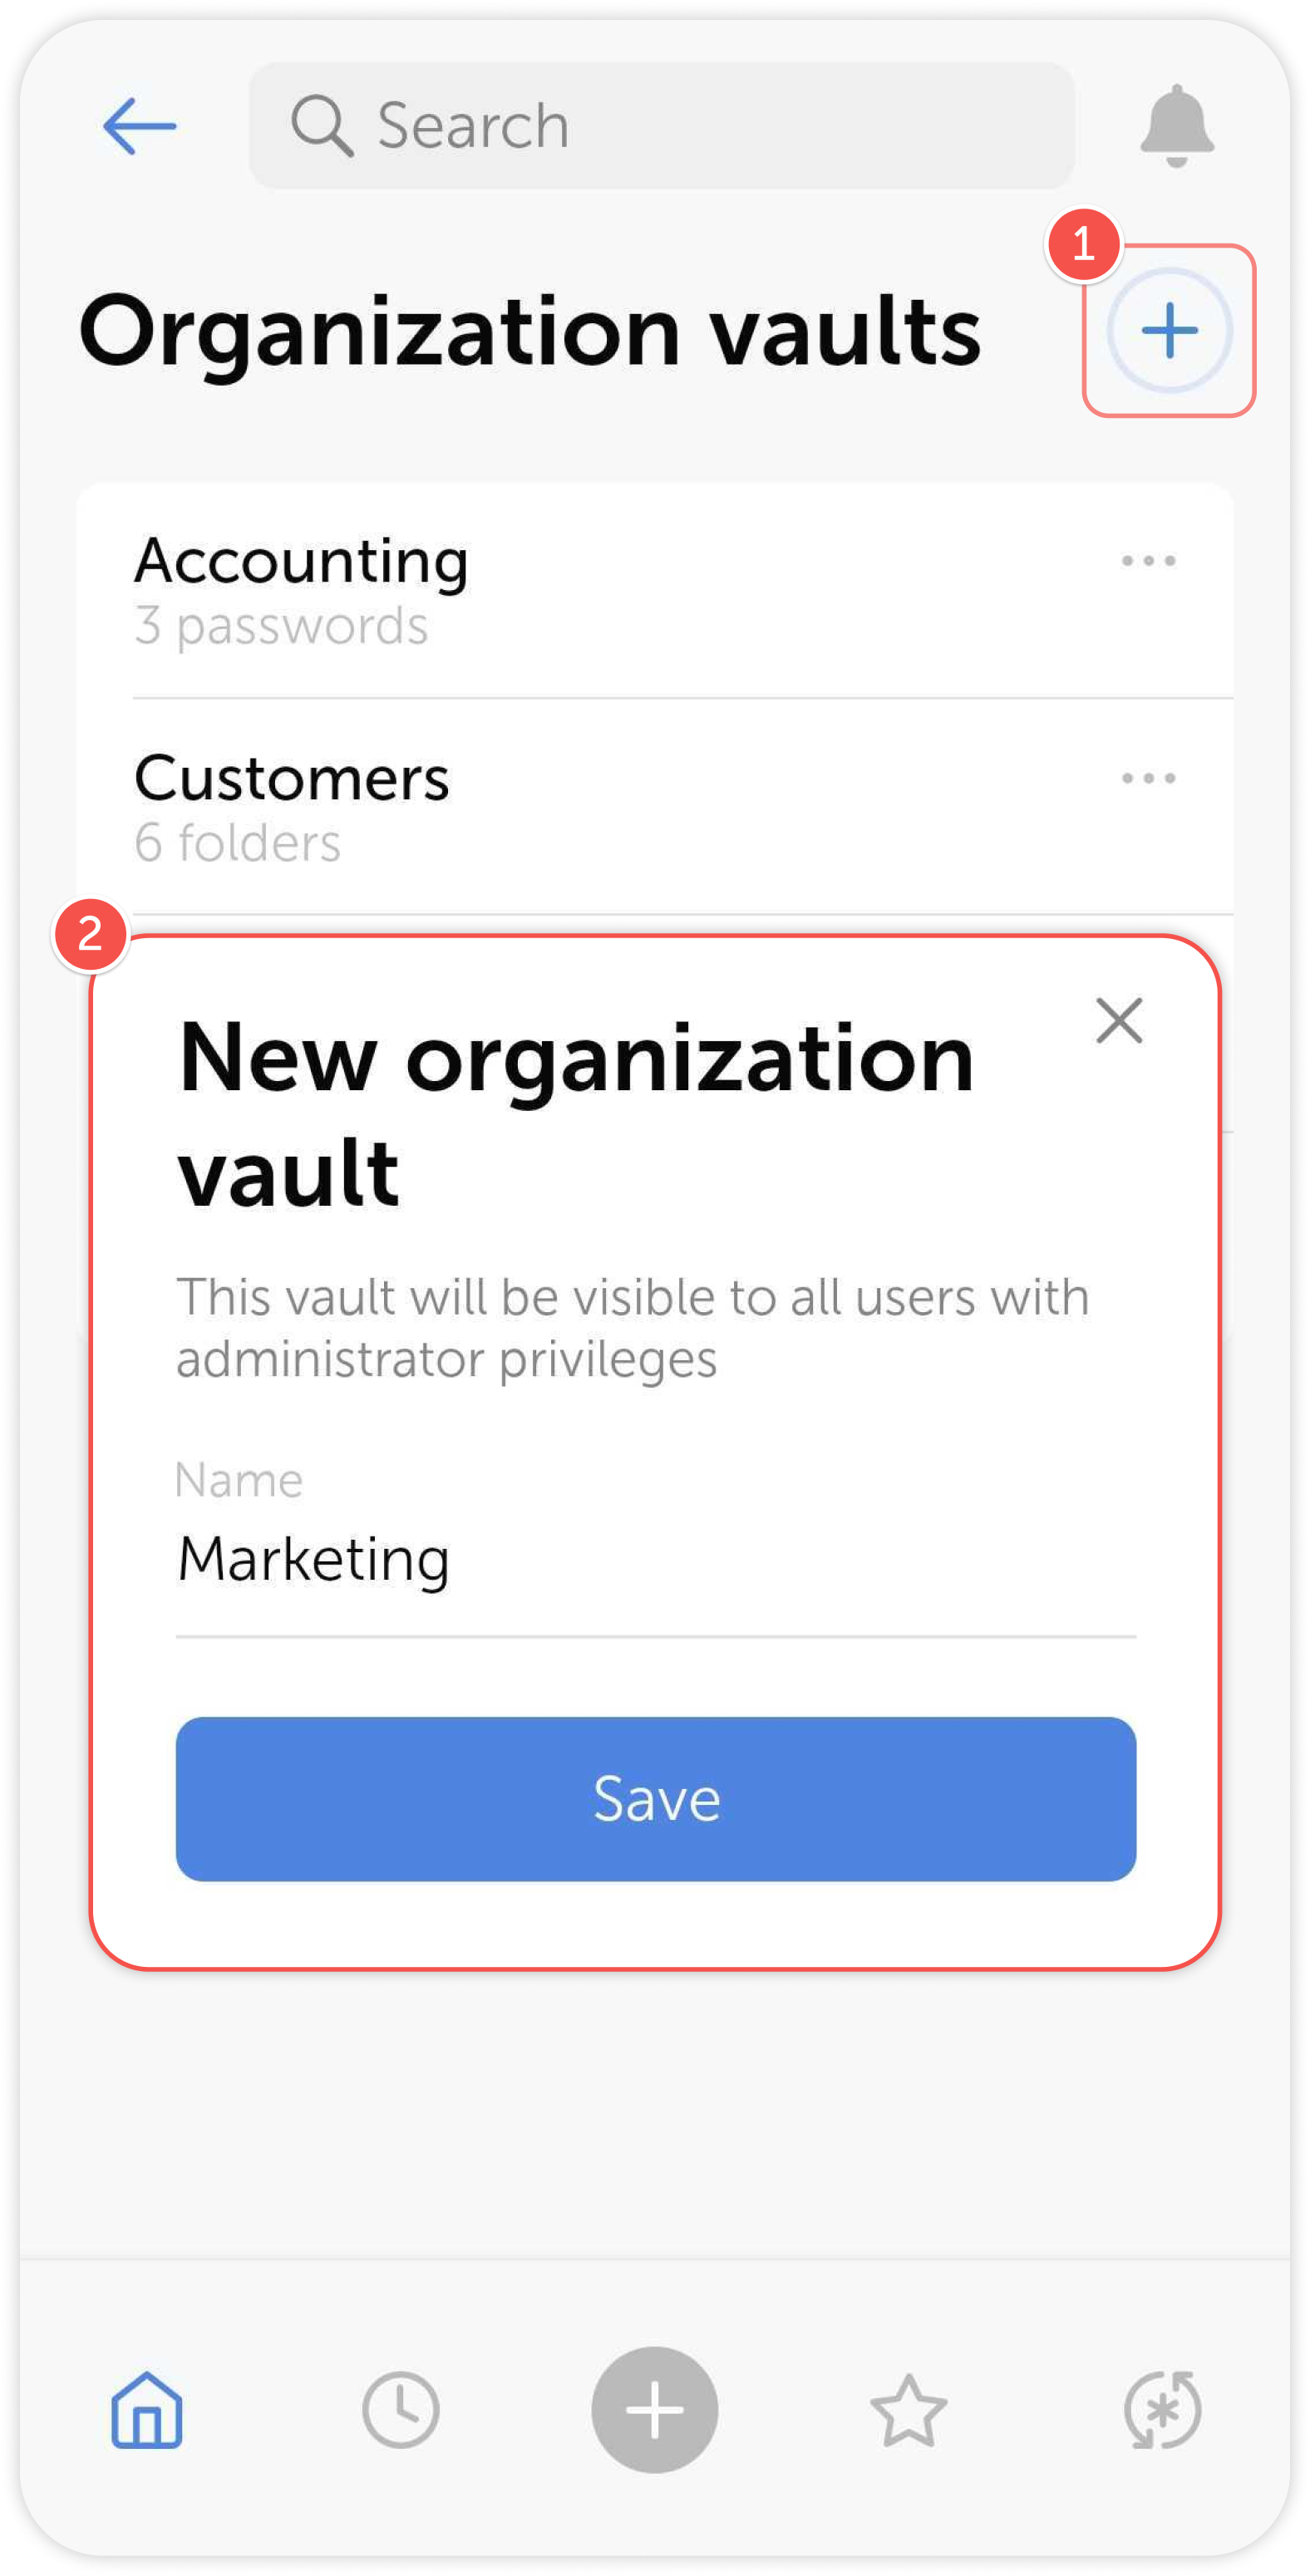 Search
1
Organization vaults
Accounting
3 passwords
Customers
6 folders
2
New organization
vault
This vault will be visible to all users with
administrator privileges
Name
Marketing
Save